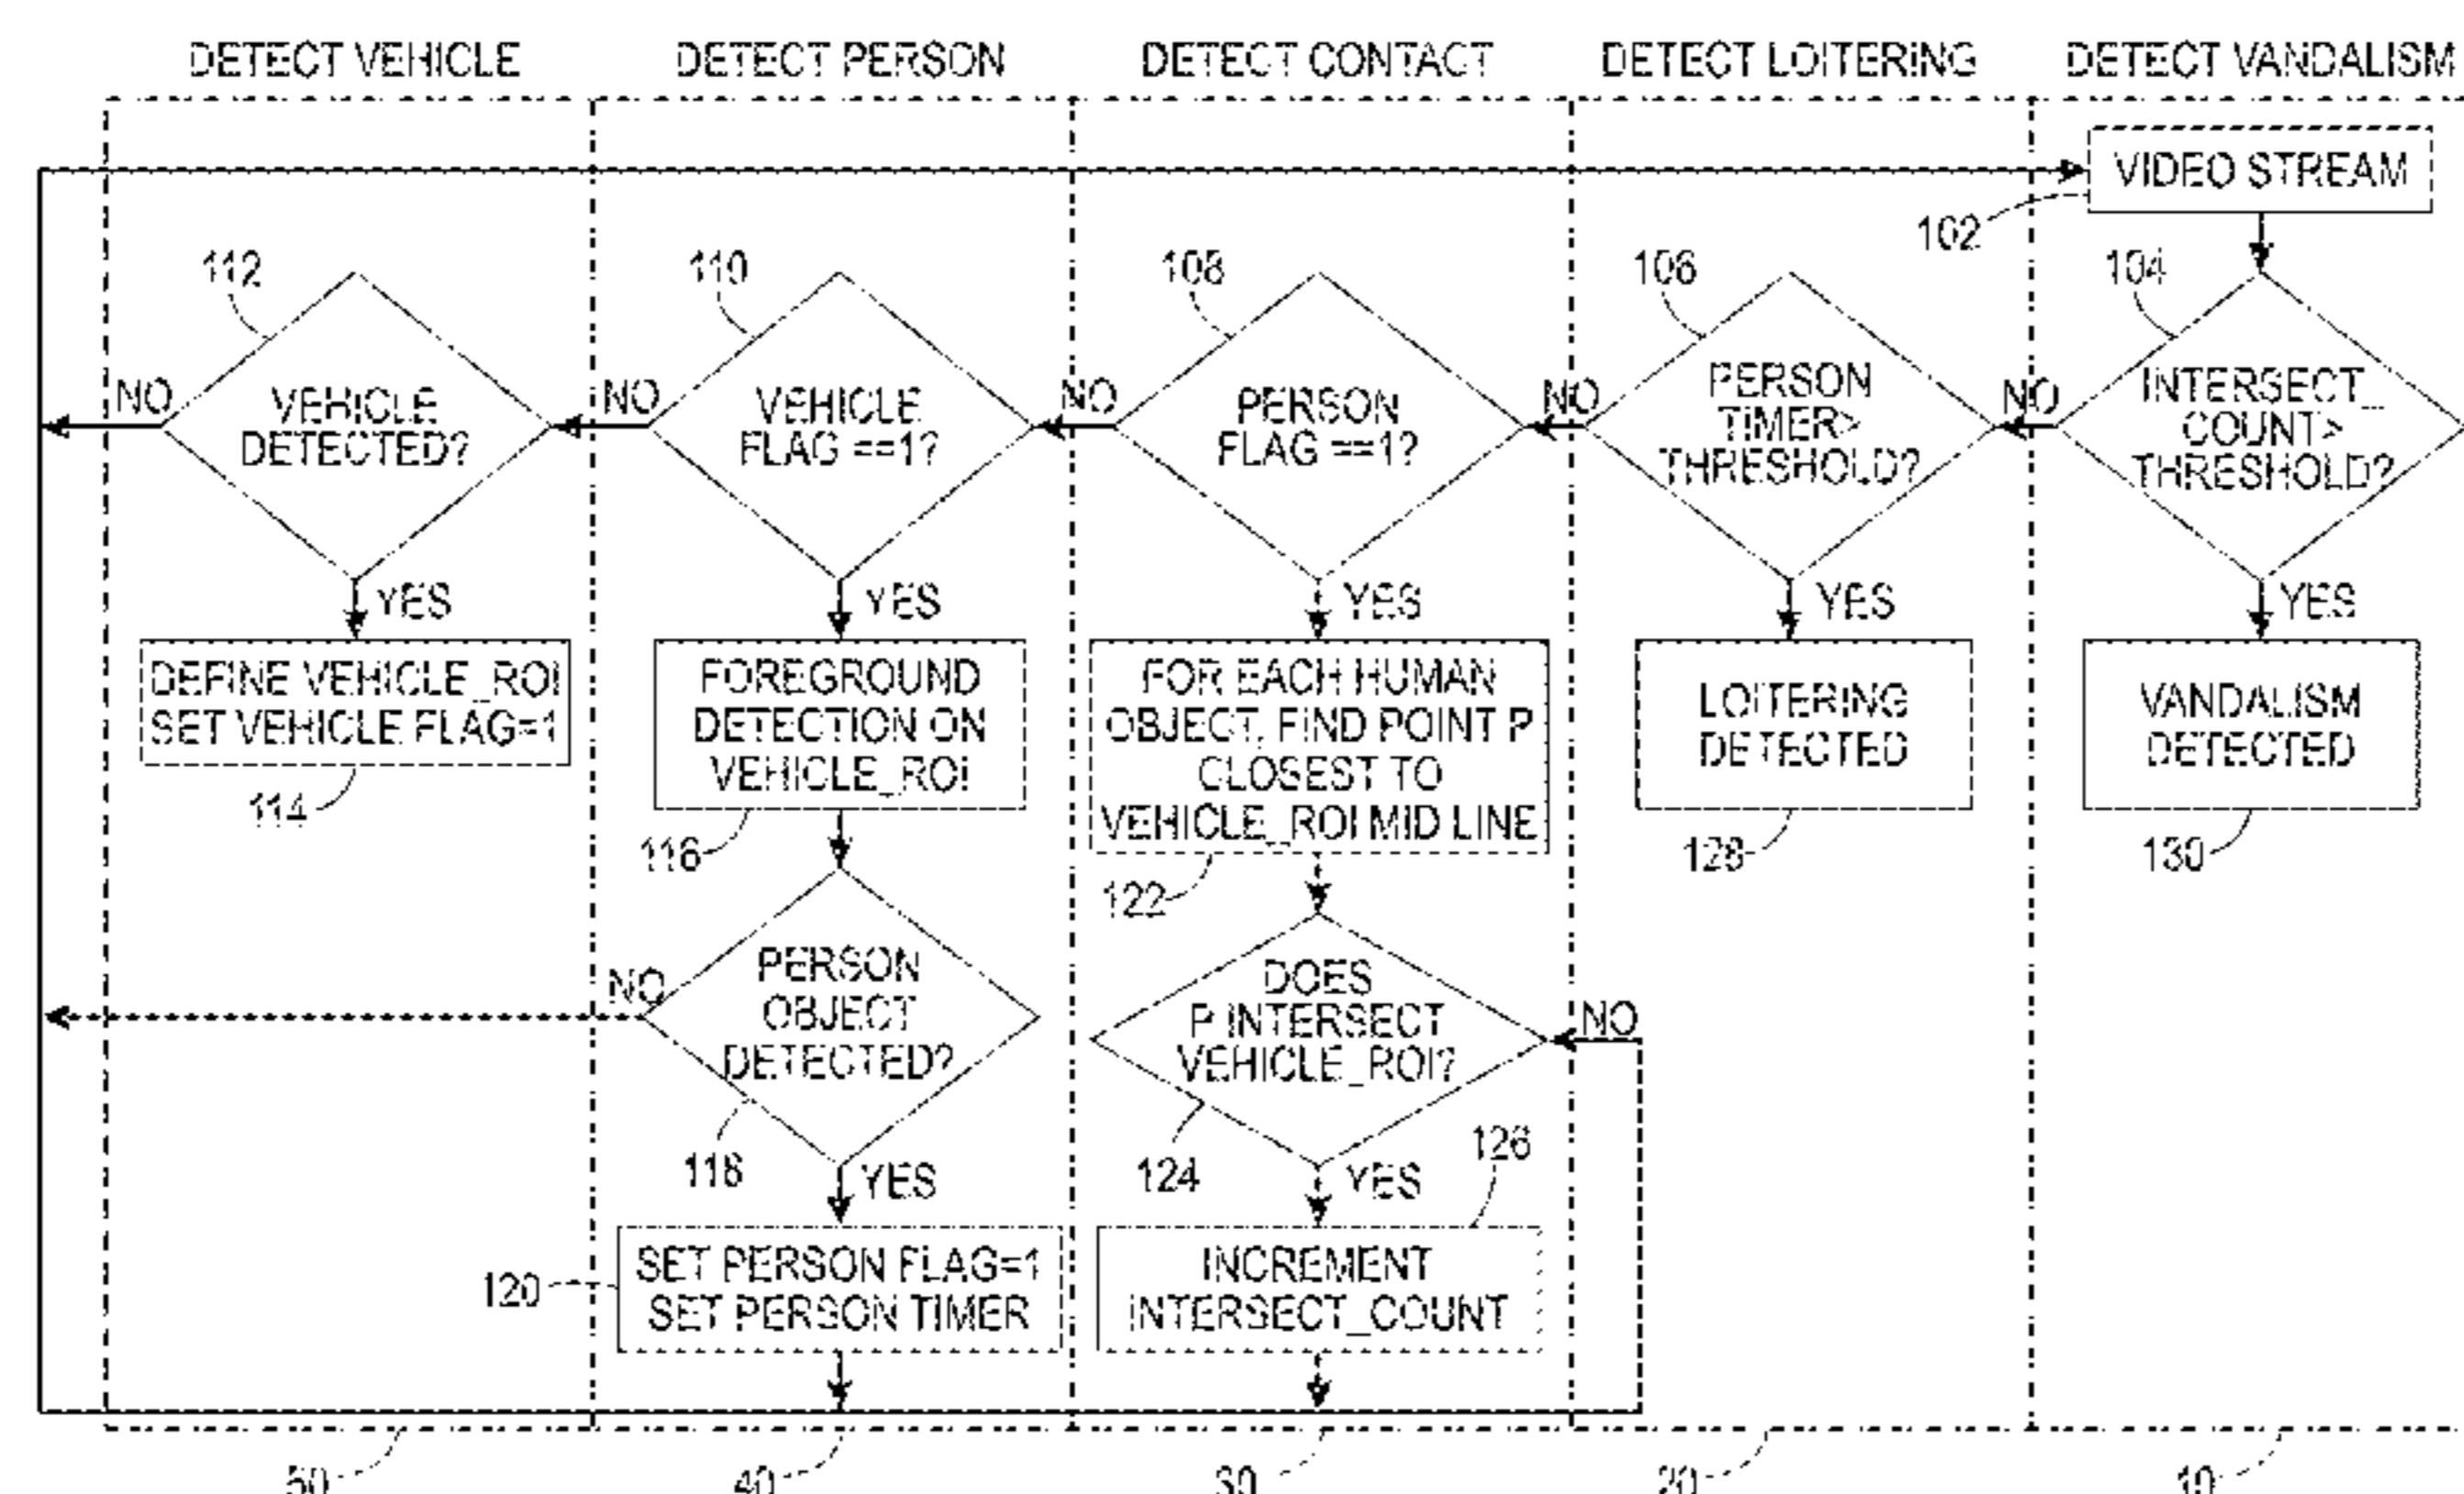 DETECT VEHICLE
DETECT PERSON
DETECT CONTACT
DETECT LOITERING
DETECT VANDALISM
VIDEO STREAM
102
112
110
108
106
104
VEHICLE
DETECTED?
NO
YES
VEHICLE
FLAG ==1?
NO
YES
PERSON
FLAG ==1?
NO
YES
PERSON
TIMER>
THRESHOLD?
NO
YES
INTERSECT_
COUNT>
THRESHOLD?
NO
YES
DEFINE VEHICLE_ROI
SET VEHICLE FLAG=1
114
FOREGROUND
DETECTION ON
VEHICLE_ROI
116
FOR EACH HUMAN
OBJECT, FIND POINT P
CLOSEST TO
VEHICLE_ROI MID LINE
122
LOITERING
DETECTED
128
VANDALISM
DETECTED
130
PERSON
OBJECT
DETECTED?
NO
118
YES
DOES
P INTERSECT
VEHICLE_ROI?
NO
124
YES
126
120
SET PERSON FLAG=1
SET PERSON TIMER
INCREMENT
INTERSECT_COUNT
50
40
30
20
10